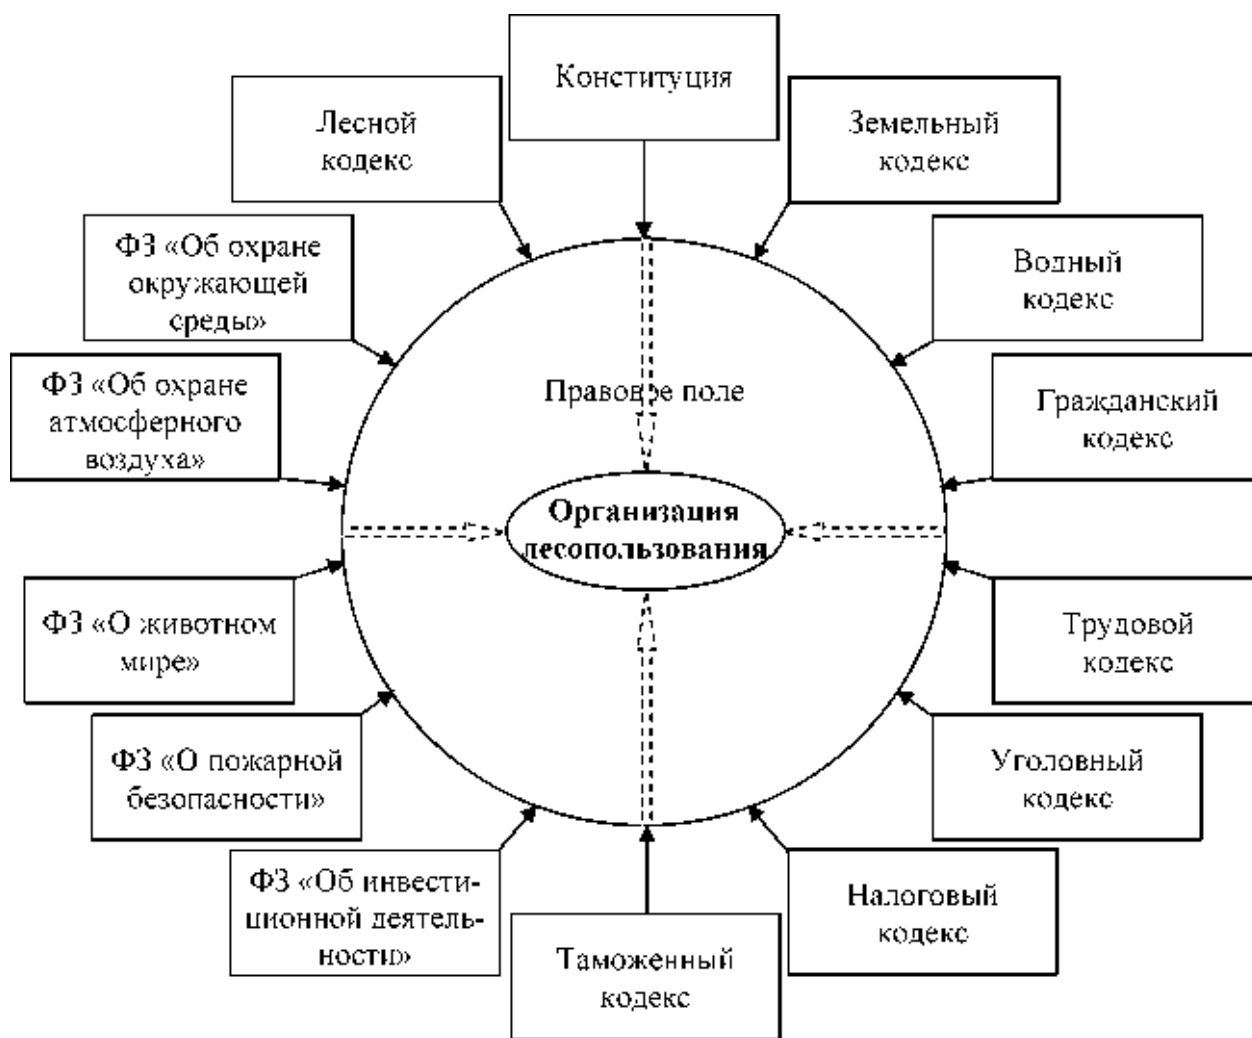 Конституция
Лесной
кодекс
Земельный
кодекс
ФЗ «Об охране
окружающей
среды»
Водный
кодекс
ФЗ «Об охране
атмосферного
воздуха»
Правовое поле
Гражданский
кодекс
Организация
лесопользования
ФЗ «О животном
мире»
Трудовой
кодекс
ФЗ «О пожарной
безопасности»
Уголовный
кодекс
ФЗ «Об инвести-
ционной деятель-
ности»
Налоговый
кодекс
Таможенный
кодекс